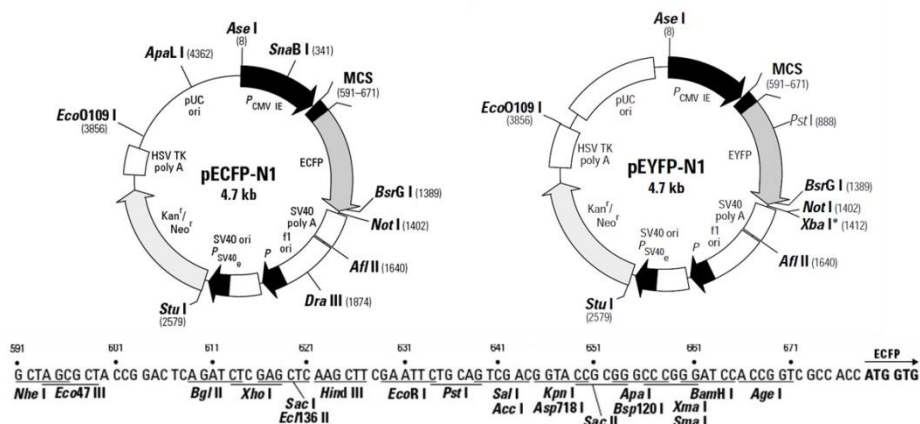 Ase I
(8)
SnaB I (341)
ApaL I (4362)
MCS
(591–671)
P CMV IE
pUC
ori
EcoO109 I
(3856)
HSV TK
poly A
ECFP
pECFP-N1
4.7 kb
BsrG I (1389)
Not I (1402)
Kanr/
Neor
SV40 ori
P SV40e
P
f1
ori
SV40
poly A
Afl II (1640)
Dra III (1874)
Stu I
(2579)
Ase I
(8)
MCS
(591–671)
P CMV IE
pUC
ori
Pst I (888)
EcoO109 I
(3856)
HSV TK
poly A
EYFP
pEYFP-N1
4.7 kb
BsrG I (1389)
Not I (1402)
Xba I* (1412)
Kanr/
Neor
SV40 ori
P SV40e
P
f1
ori
SV40
poly A
Afl II (1640)
Stu I
(2579)
591 601 611 621 631 641 651 661 671 ECFP
G CTA GCG CTA CCG GAC TCA GAT CTC GAG CTC AAG CTT CGA ATT CTG CAG TCG ACG GTA CCG CGG GCC CGG GAT CCA CCG GTC GCC ACC ATG GTG
Nhe I Eco47 III Bgl II Xho I Hind III EcoR I Pst I Sal I Kpn I Apa I BamH I Age I
Sac I Acc I Asp718 I Bsp120 I Xma I
Ecl136 II Sac II Sma I